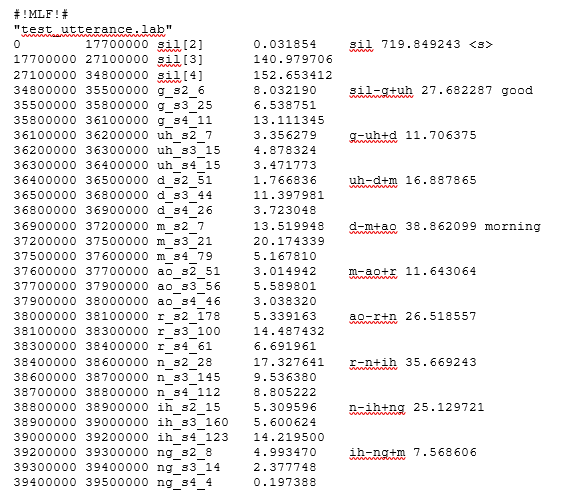 #!MLF!#
"test_utterance.lab"
0 17700000 sil[2] 0.031854 sil 719.849243 <s>
17700000 27100000 sil[3] 140.979706
27100000 34800000 sil[4] 152.653412
34800000 35500000 g_s2_6 8.032190 sil-g+uh 27.682287 good
35500000 35800000 g_s3_25 6.538751
35800000 36100000 g_s4_11 13.111345
36100000 36200000 uh_s2_7 3.356279 g-uh+d 11.706375
36200000 36300000 uh_s3_15 4.878324
36300000 36400000 uh_s4_15 3.471773
36400000 36500000 d_s2_51 1.766836 uh-d+m 16.887865
36500000 36800000 d_s3_44 11.397981
36800000 36900000 d_s4_26 3.723048
36900000 37200000 m_s2_7 13.519948 d-m+ao 38.862099 morning
37200000 37500000 m_s3_21 20.174339
37500000 37600000 m_s4_79 5.167810
37600000 37700000 ao_s2_51 3.014942 m-ao+r 11.643064
37700000 37900000 ao_s3_56 5.589801
37900000 38000000 ao_s4_46 3.038320
38000000 38100000 r_s2_178 5.339163 ao-r+n 26.518557
38100000 38300000 r_s3_100 14.487432
38300000 38400000 r_s4_61 6.691961
38400000 38600000 n_s2_28 17.327641 r-n+ih 35.669243
38600000 38700000 n_s3_145 9.536380
38700000 38800000 n_s4_112 8.805222
38800000 38900000 ih_s2_15 5.309596 n-ih+ng 25.129721
38900000 39000000 ih_s3_160 5.600624
39000000 39200000 ih_s4_123 14.219500
39200000 39300000 ng_s2_8 4.993470 ih-ng+m 7.568606
39300000 39400000 ng_s3_14 2.377748
39400000 39500000 ng_s4_4 0.197388